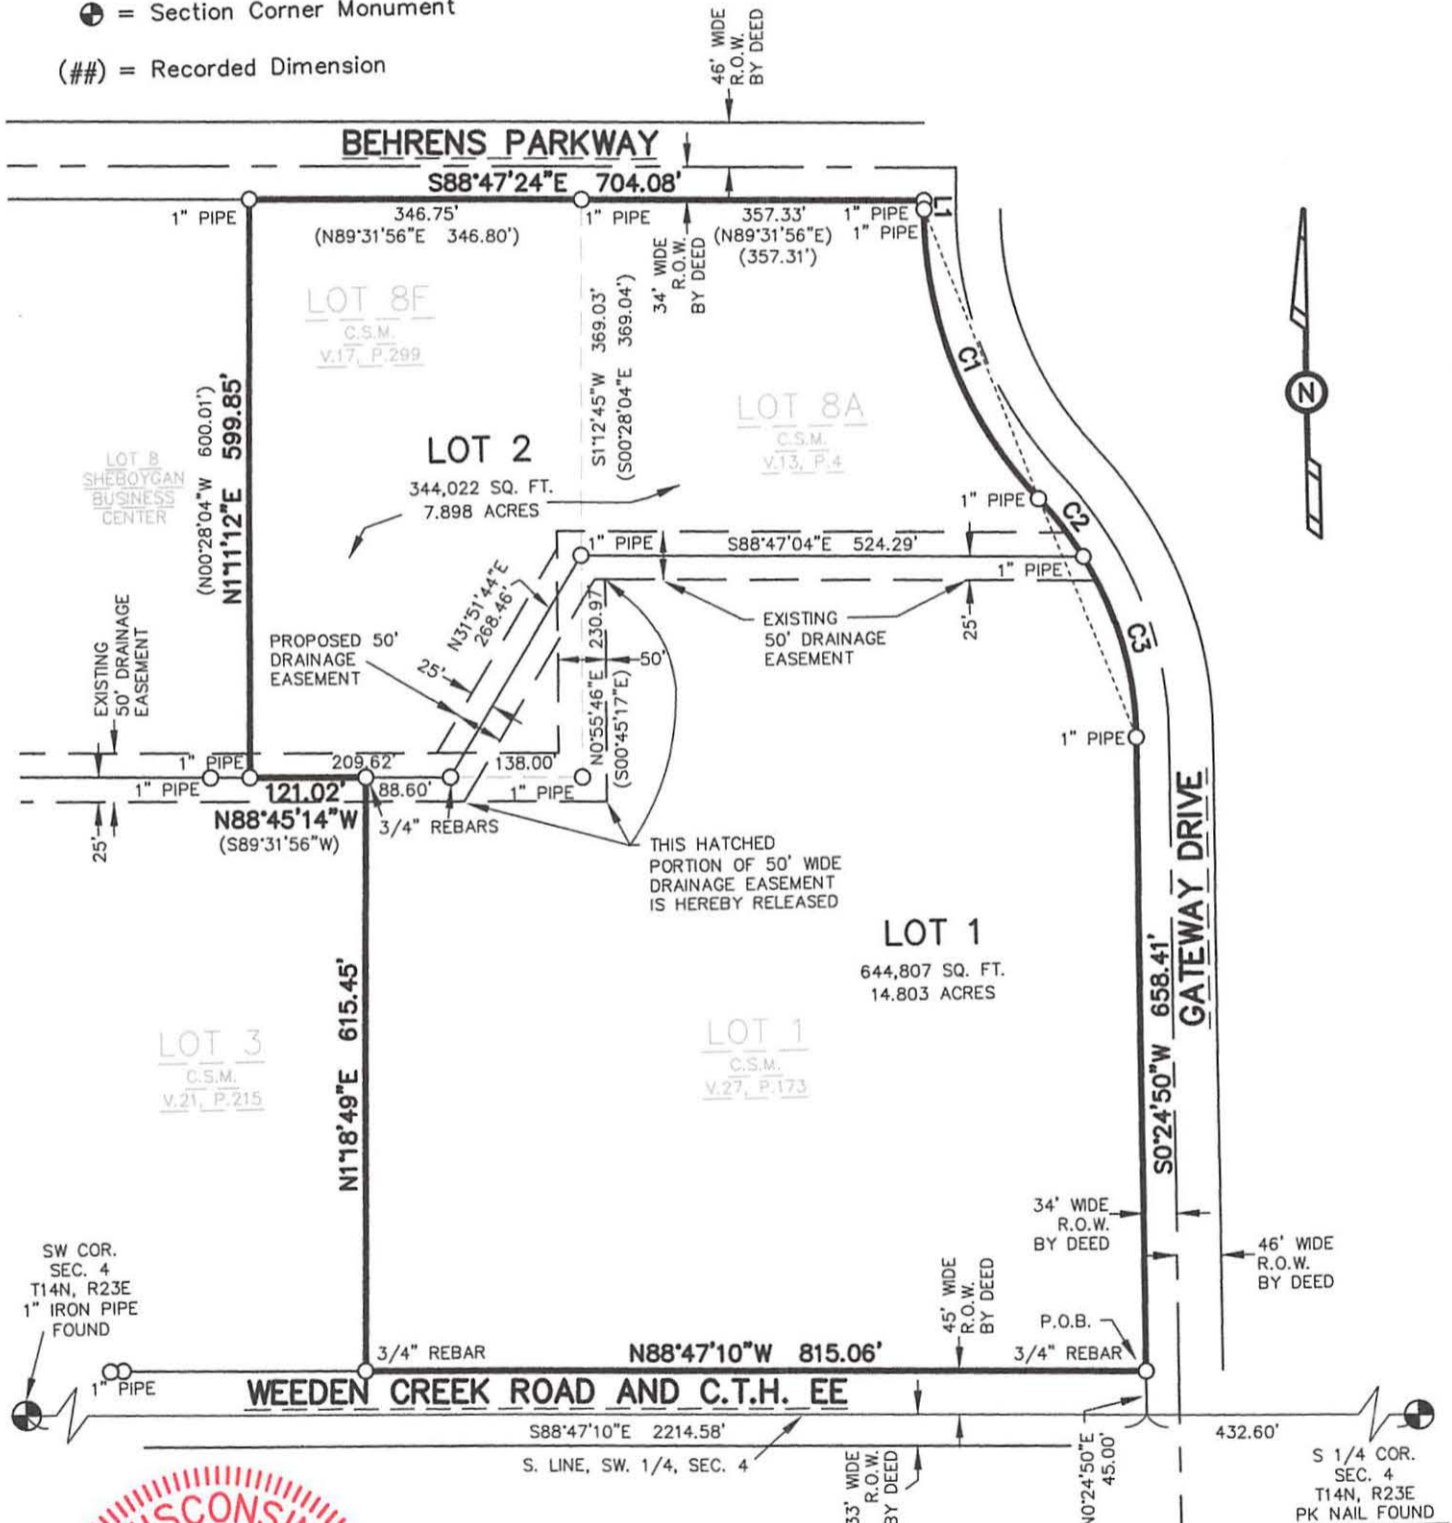 = Section Corner Monument
(##) = Recorded Dimension
46' WIDE
R.O.W.
BY DEED
BEHRENS PARKWAY
S88°47'24"E 704.08'
1" PIPE
346.75'
(N89°31'56"E 346.80')
1" PIPE
357.33'
(N89°31'56"E)
(357.31')
1" PIPE
1" PIPE
L1
34' WIDE
R.O.W.
BY DEED
LOT 8F
C.S.M.
V.17, P.299
S1°12'45"W 369.03'
(S00°28'04"E 369.04')
C1
N
LOT 8A
C.S.M.
V.13, P.4
(N00°28'04"W 600.01')
N1°11'12"E 599.85'
LOT 2
344,022 SQ. FT.
7.898 ACRES
LOT 8
SHEBOYGAN
BUSINESS
CENTER
1" PIPE
C2
1" PIPE
S88°47'04"E 524.29'
1" PIPE
N31°51'44"E
268.46'
25'
EXISTING
50' DRAINAGE
EASEMENT
25'
C3
PROPOSED 50'
DRAINAGE
EASEMENT
25'
N0°55'46"E 230.97'
(S00°45'17"E)
50'
EXISTING
50' DRAINAGE
EASEMENT
1" PIPE
1" PIPE
209.62'
138.00'
1" PIPE
121.02'
88.60'
1" PIPE
N88°45'14"W
(S89°31'56"W)
3/4" REBARS
25'
THIS HATCHED
PORTION OF 50' WIDE
DRAINAGE EASEMENT
IS HEREBY RELEASED
GATEWAY DRIVE
LOT 1
644,807 SQ. FT.
14.803 ACRES
S0°24'50"W 658.41'
N1°18'49"E 615.45'
LOT 3
C.S.M.
V.21, P.215
LOT 1
C.S.M.
V.27, P.173
34' WIDE
R.O.W.
BY DEED
46' WIDE
R.O.W.
BY DEED
SW COR.
SEC. 4
T14N, R23E
1" IRON PIPE
FOUND
45' WIDE
R.O.W.
BY DEED
P.O.B.
3/4" REBAR
N88°47'10"W 815.06'
3/4" REBAR
1" PIPE
WEEDEN CREEK ROAD AND C.T.H. EE
S88°47'10"E 2214.58'
432.60'
S. LINE, SW. 1/4, SEC. 4
33' WIDE
R.O.W.
BY DEED
N0°24'50"E
45.00'
S 1/4 COR.
SEC. 4
T14N, R23E
PK NAIL FOUND